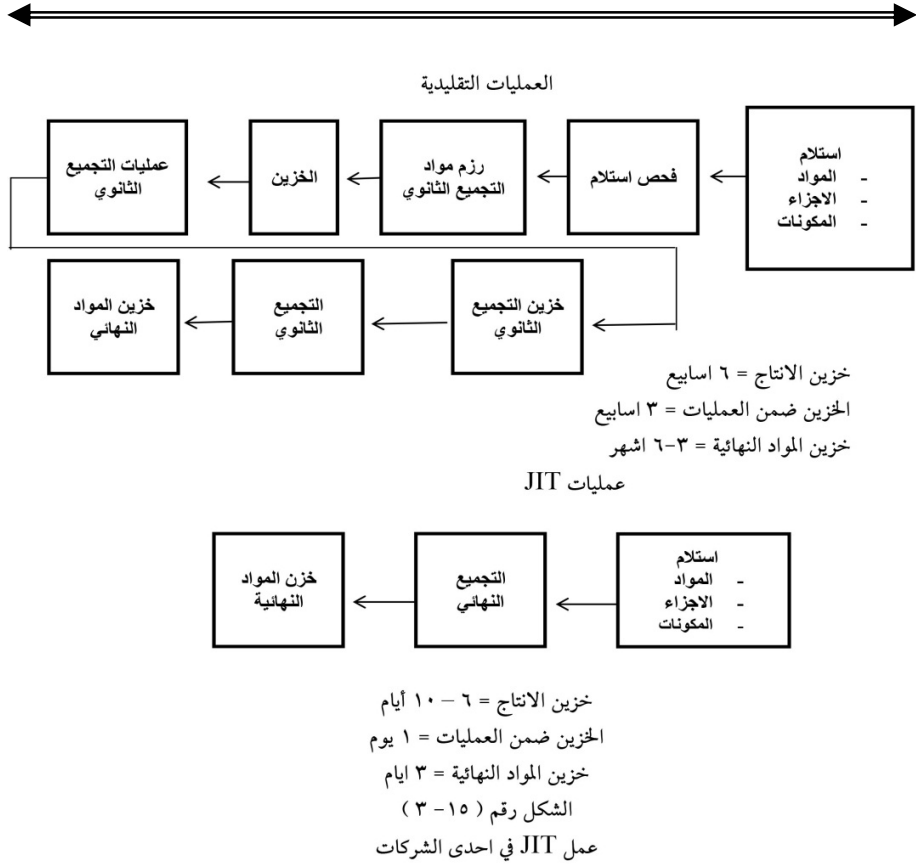 العمليات التقليدية
استلام
- المواد
- الاجزاء
- المكونات
فحص استلام
رزم مواد
التجميع الثانوي
الخزين
عمليات التجميع
الثانوي
خزين التجميع
الثانوي
التجميع
الثانوي
خزين المواد
النهائي
خزين الانتاج = ٦ اسابيع
الخزين ضمن العمليات = ٣ اسابيع
خزين المواد النهائية = ٣-٦ اشهر
عمليات JIT
استلام
- المواد
- الاجزاء
- المكونات
التجميع
النهائي
خزن المواد
النهائية
خزين الانتاج = ٦ – ١٠ أيام
الخزين ضمن العمليات = ١ يوم
خزين المواد النهائية = ٣ ايام
الشكل رقم ( ١٥- ٣ )
عمل JIT في احدى الشركات